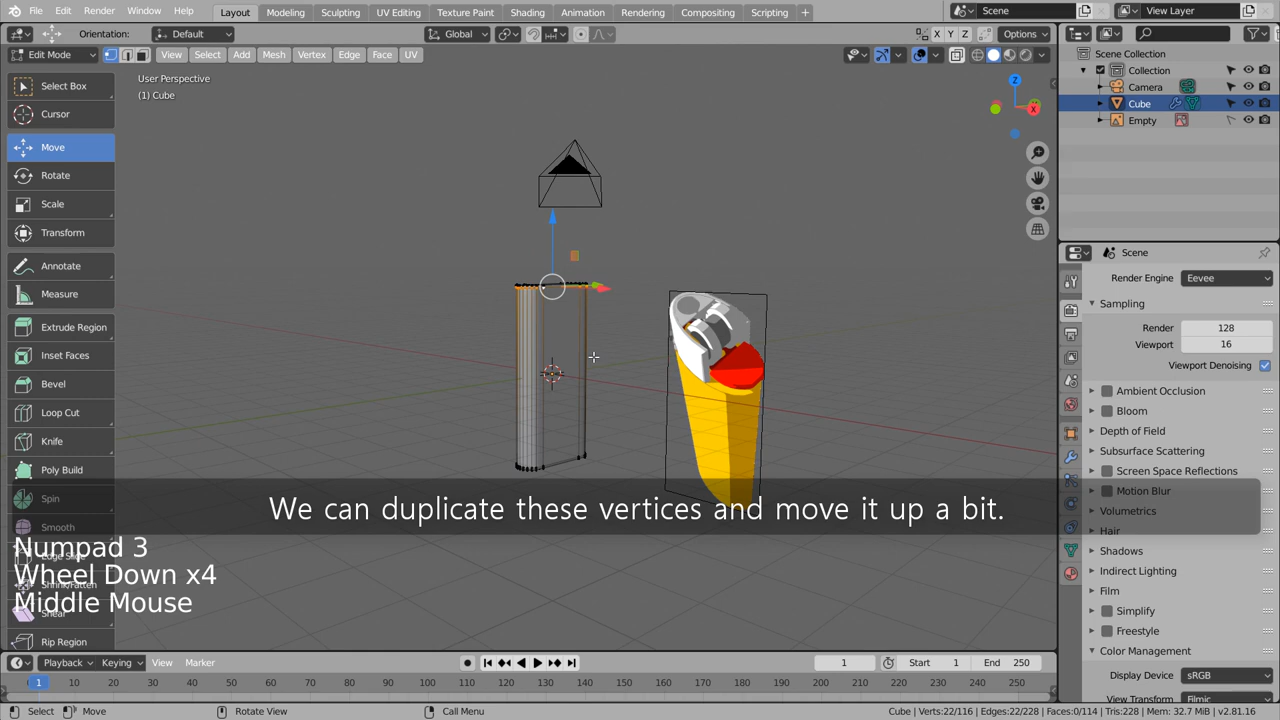 File Edit Render Window Help Layout Modeling Sculpting UV Editing Texture Paint Shading Animation Rendering Compositing Scripting + Scene View Layer
Orientation: Default Global X Y Z Options
Edit Mode View Select Add Mesh Vertex Edge Face UV
User Perspective
(1) Cube
Select Box
Cursor
Move
Rotate
Scale
Transform
Annotate
Measure
Extrude Region
Inset Faces
Bevel
Loop Cut
Knife
Poly Build
Spin
Smooth
Shear
Rip Region
Z
X
We can duplicate these vertices and move it up a bit.
Numpad 3
Wheel Down x4
Middle Mouse
Scene Collection
Collection
Camera
Cube
Empty
Scene
Render Engine Eevee
Sampling
Render 128
Viewport 16
Viewport Denoising
Ambient Occlusion
Bloom
Depth of Field
Subsurface Scattering
Screen Space Reflections
Motion Blur
Volumetrics
Hair
Shadows
Indirect Lighting
Film
Simplify
Freestyle
Color Management
Display Device sRGB
View Transform Filmic
Playback Keying View Marker 1 Start 1 End 250
1 10 20 30 40 50 60 70 80 90 100 110 120 130 140 150 160 170 180 190 200 210 220 230 240 250
Select Move Rotate View Call Menu Cube | Verts:22/116 | Edges:22/228 | Faces:0/114 | Tris:228 | Mem: 32.7 MiB | v2.81.16